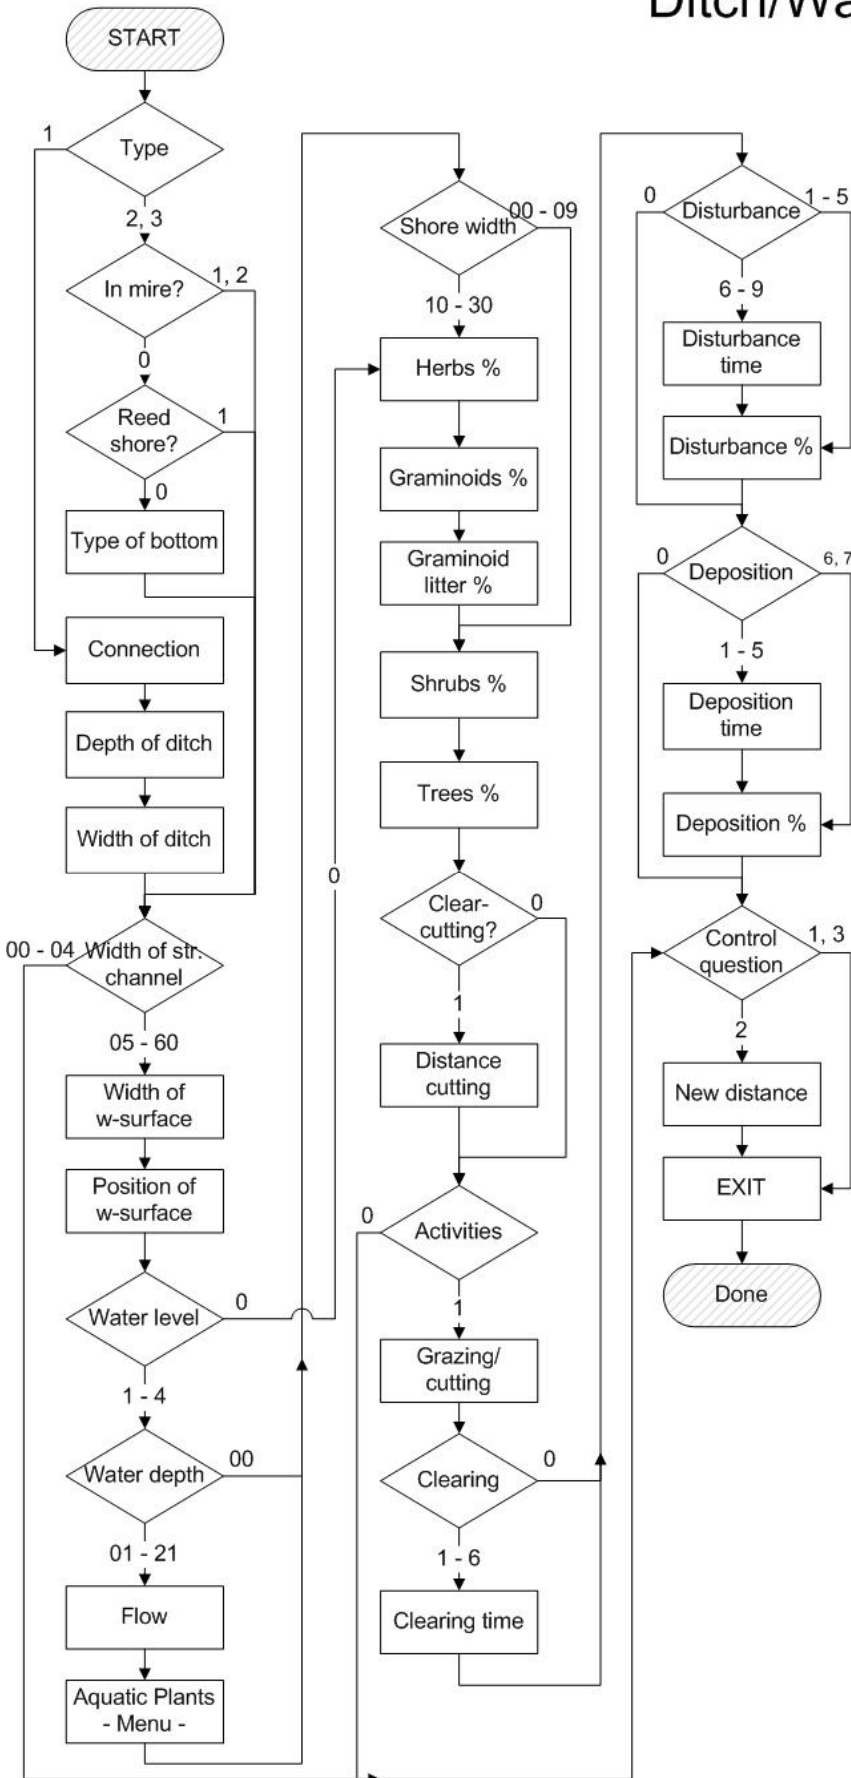 Ditch/Wa
START
Type
1
2, 3
In mire?
1, 2
0
Reed
shore?
1
0
Type of bottom
Connection
Depth of ditch
Width of ditch
00 - 04
Width of str.
channel
05 - 60
Width of
w-surface
Position of
w-surface
Water level
0
0
1 - 4
Water depth
00
01 - 21
Flow
Aquatic Plants
- Menu -
Shore width
00 - 09
10 - 30
Herbs %
Graminoids %
Graminoid
litter %
Shrubs %
Trees %
Clear-
cutting?
0
1
Distance
cutting
Activities
0
1
Grazing/
cutting
Clearing
0
1 - 6
Clearing time
Disturbance
0
1 - 5
6 - 9
Disturbance
time
Disturbance %
Deposition
0
6, 7
1 - 5
Deposition
time
Deposition %
Control
question
1, 3
2
New distance
EXIT
Done